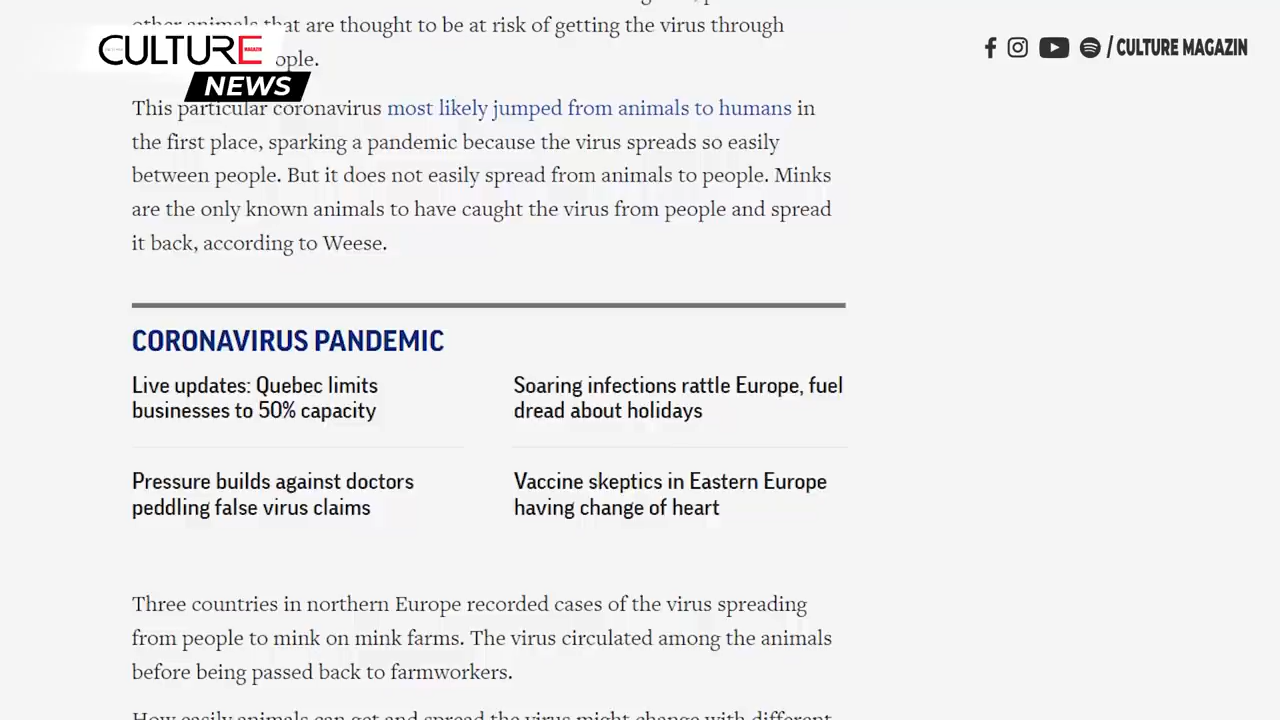 other animals that are thought to be at risk of getting the virus through
ople.
CULTURE
MAGAZIN
NEWS
/ CULTURE MAGAZIN
This particular coronavirus most likely jumped from animals to humans in
the first place, sparking a pandemic because the virus spreads so easily
between people. But it does not easily spread from animals to people. Minks
are the only known animals to have caught the virus from people and spread
it back, according to Weese.
CORONAVIRUS PANDEMIC
Live updates: Quebec limits
businesses to 50% capacity
Soaring infections rattle Europe, fuel
dread about holidays
Pressure builds against doctors
peddling false virus claims
Vaccine skeptics in Eastern Europe
having change of heart
Three countries in northern Europe recorded cases of the virus spreading
from people to mink on mink farms. The virus circulated among the animals
before being passed back to farmworkers.
How easily animals can get and spread the virus might change with different